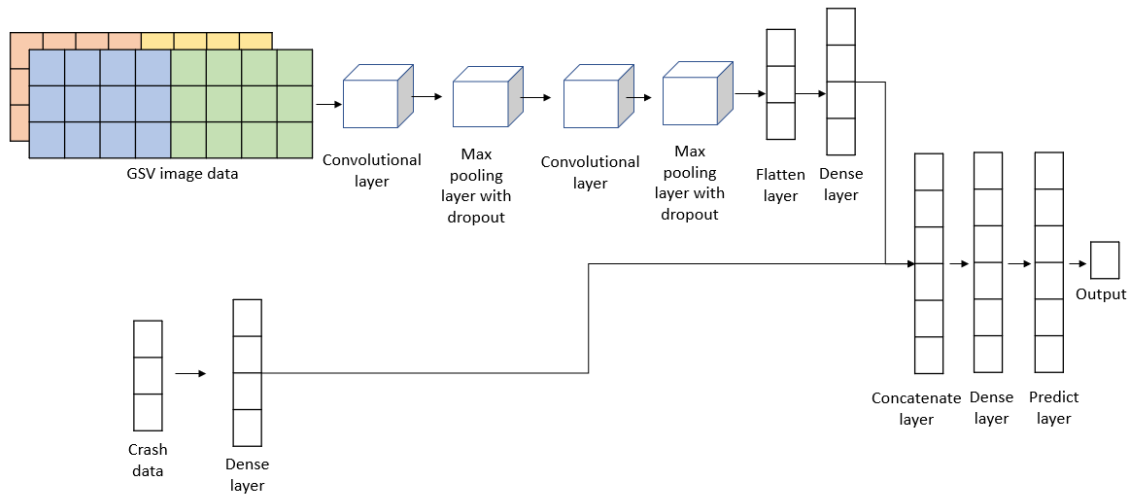 GSV image data
Convolutional
layer
Max
pooling
layer with
dropout
Convolutional
layer
Max
pooling
layer with
dropout
Flatten
layer
Dense
layer
Crash
data
Dense
layer
Concatenate
layer
Dense
layer
Predict
layer
Output